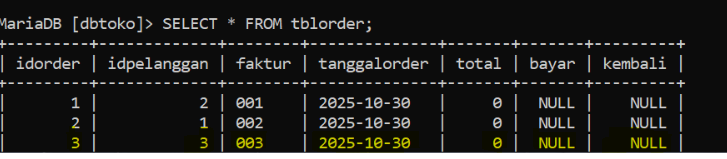 MariaDB [dbtoko]> SELECT * FROM tblorder;
+---------+-------------+--------+--------------+-------+-------+---------+
| idorder | idpelanggan | faktur | tanggalorder | total | bayar | kembali |
+---------+-------------+--------+--------------+-------+-------+---------+
|       1 |           2 | 001    | 2025-10-30   |     0 |  NULL |    NULL |
|       2 |           1 | 002    | 2025-10-30   |     0 |  NULL |    NULL |
|       3 |           3 | 003    | 2025-10-30   |     0 |  NULL |    NULL |